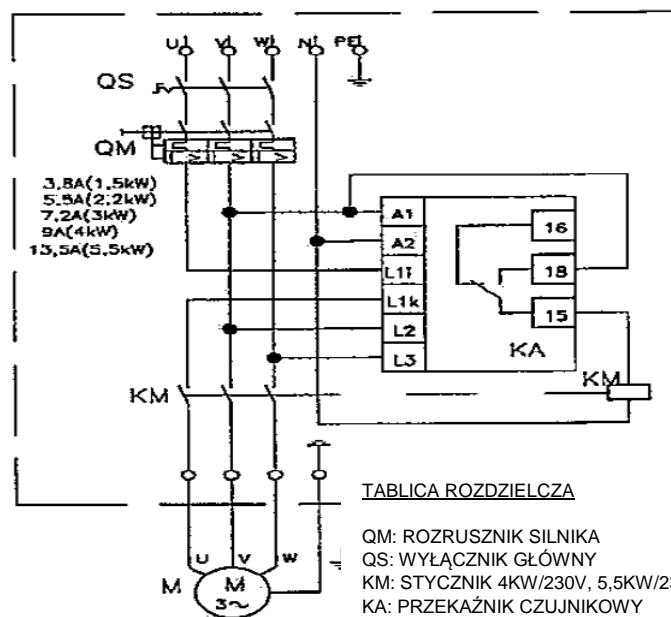 U V W N PE
QS
QM
3,8A(1,5kW)
5,5A(2,2kW)
7,2A(3kW)
9A(4kW)
13,5A(5,5kW)
A1
A2
L1i
L1k
L2
L3
16
18
15
KA
KM
KM
U V W
M
M
3~
TABLICA ROZDZIELCZA
QM: ROZRUSZNIK SILNIKA
QS: WYŁĄCZNIK GŁÓWNY
KM: STYCZNIK 4KW/230V, 5,5KW/23
KA: PRZEKAŹNIK CZUJNIKOWY